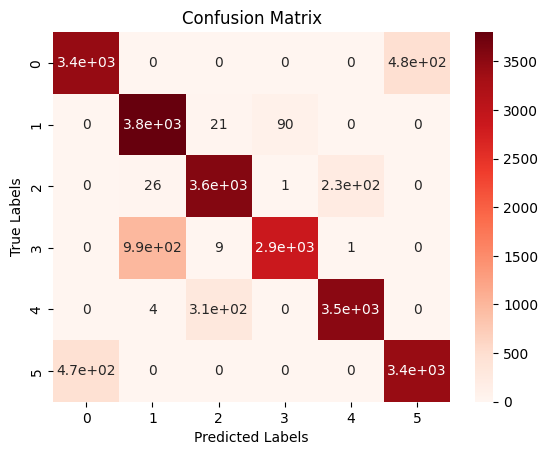 Confusion Matrix
True Labels
0 3.4e+03 0 0 0 0 4.8e+02
1 0 3.8e+03 21 90 0 0
2 0 26 3.6e+03 1 2.3e+02 0
3 0 9.9e+02 9 2.9e+03 1 0
4 0 4 3.1e+02 0 3.5e+03 0
5 4.7e+02 0 0 0 0 3.4e+03
0 1 2 3 4 5
Predicted Labels
3500
3000
2500
2000
1500
1000
500
0